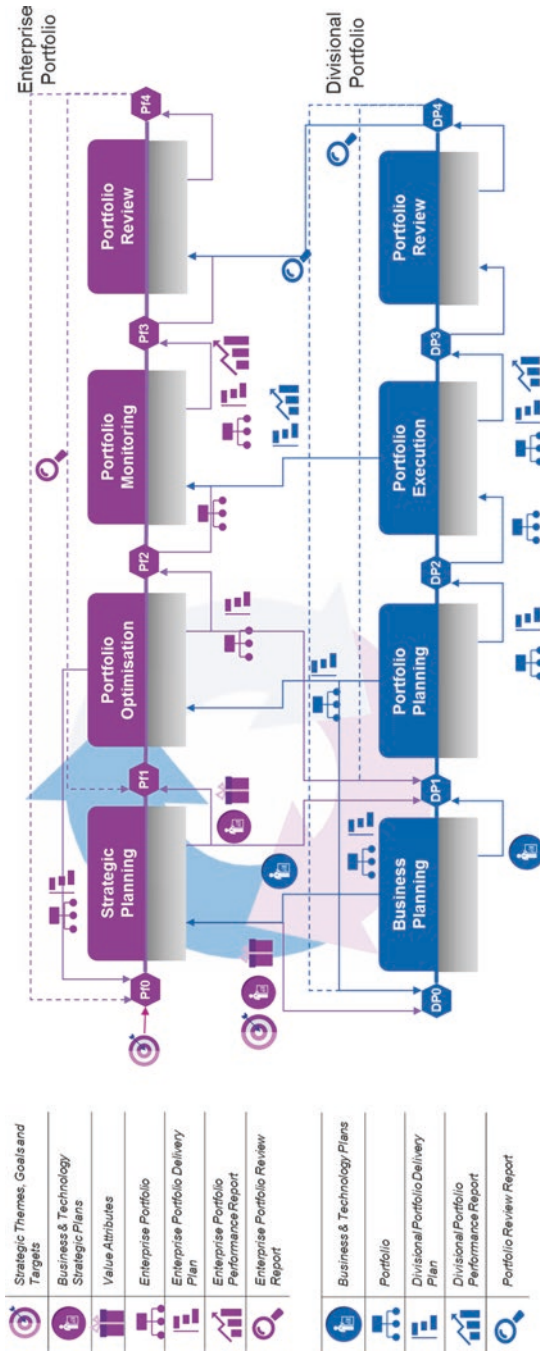 Strategic Themes, Goals and
Targets
Business & Technology
Strategic Plans
Value Attributes
Enterprise Portfolio
Enterprise Portfolio Delivery
Plan
Enterprise Portfolio
Performance Report
Enterprise Portfolio Review
Report
Business & Technology Plans
Portfolio
Divisional Portfolio Delivery
Plan
Divisional Portfolio
Performance Report
Portfolio Review Report
Enterprise
Portfolio
Pf0
Strategic
Planning
Pf1
Portfolio
Optimisation
Pf2
Portfolio
Monitoring
Pf3
Portfolio
Review
Pf4
Divisional
Portfolio
DP0
Business
Planning
DP1
Portfolio
Planning
DP2
Portfolio
Execution
DP3
Portfolio
Review
DP4